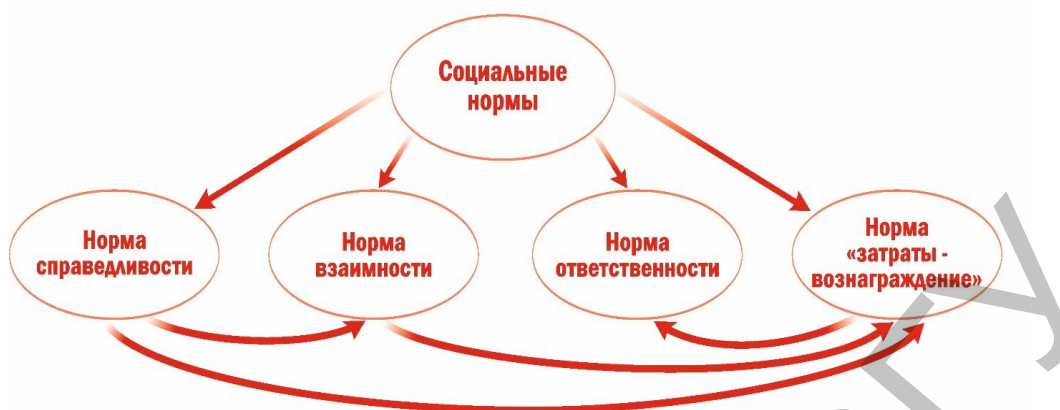 Социальные
нормы
Норма
справедливости
Норма
взаимности
Норма
ответственности
Норма
«затраты -
вознаграждение»